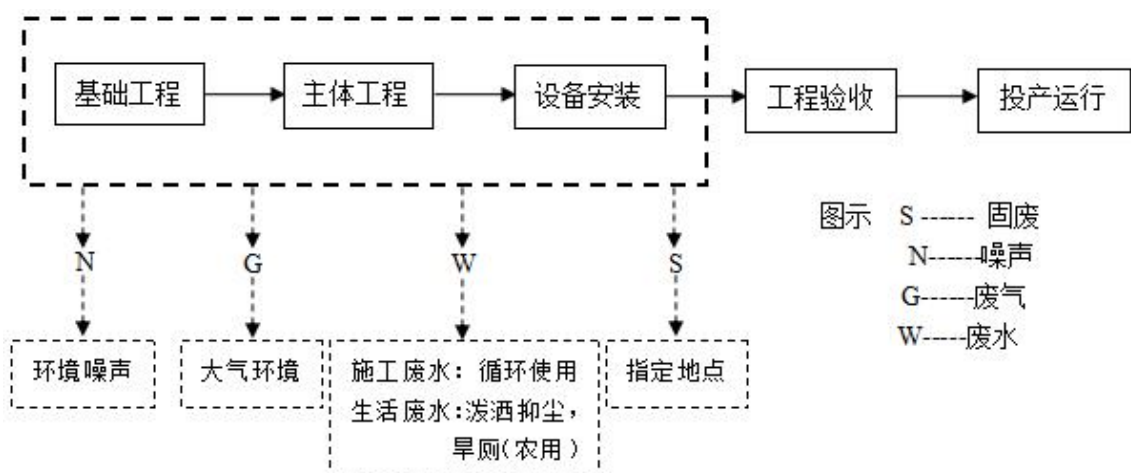 基础工程
主体工程
设备安装
工程验收
投产运行
图示 S ------ 固废
N------噪声
G------废气
W------废水
N
G
W
S
环境噪声
大气环境
施工废水：循环使用
生活废水:泼洒抑尘，
旱厕(农用)
指定地点